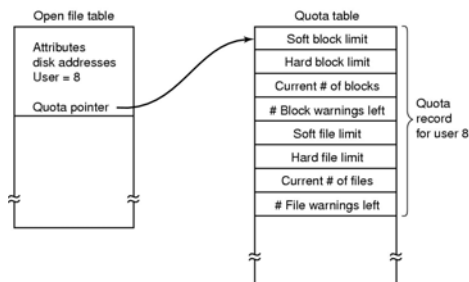 Open file table
Attributes
disk addresses
User = 8
Quota pointer
Quota table
Soft block limit
Hard block limit
Current # of blocks
# Block warnings left
Soft file limit
Hard file limit
Current # of files
# File warnings left
Quota
record
for user 8